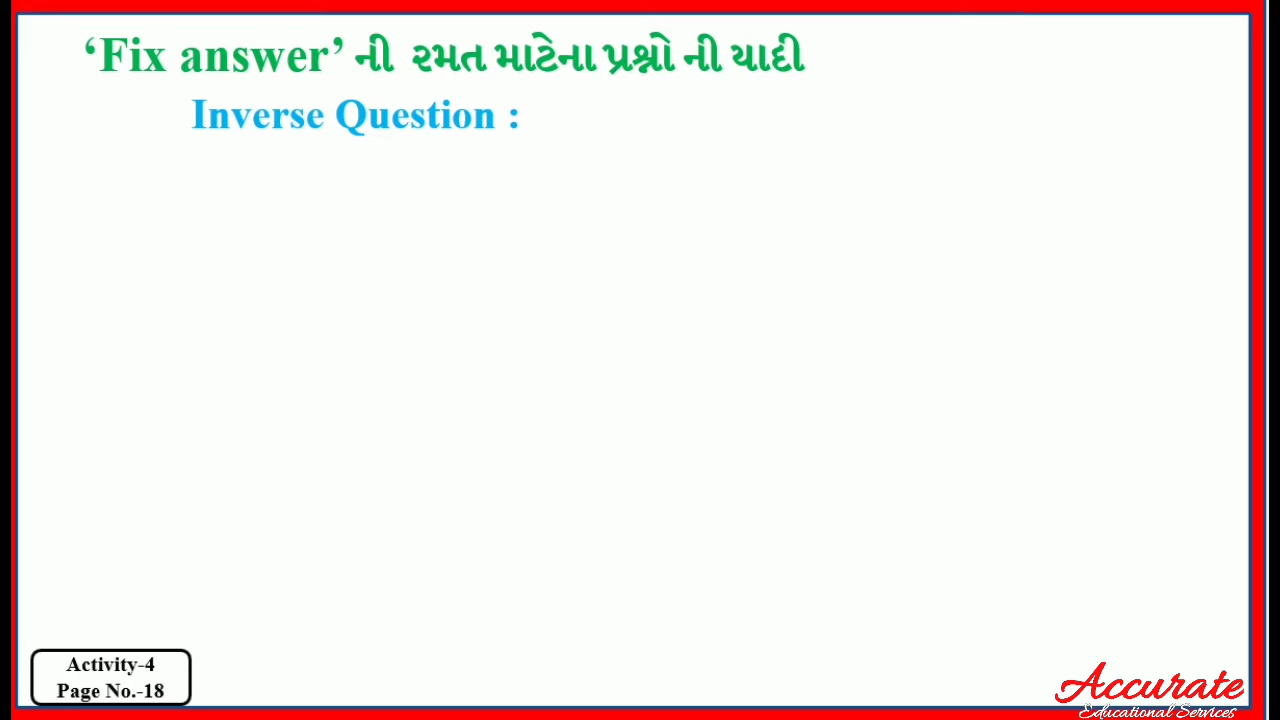 ‘Fix answer’ ની રમત માટેના પ્રશ્નો ની યાદી
Inverse Question :
Activity-4
Page No.-18
Accurate
Educational Services